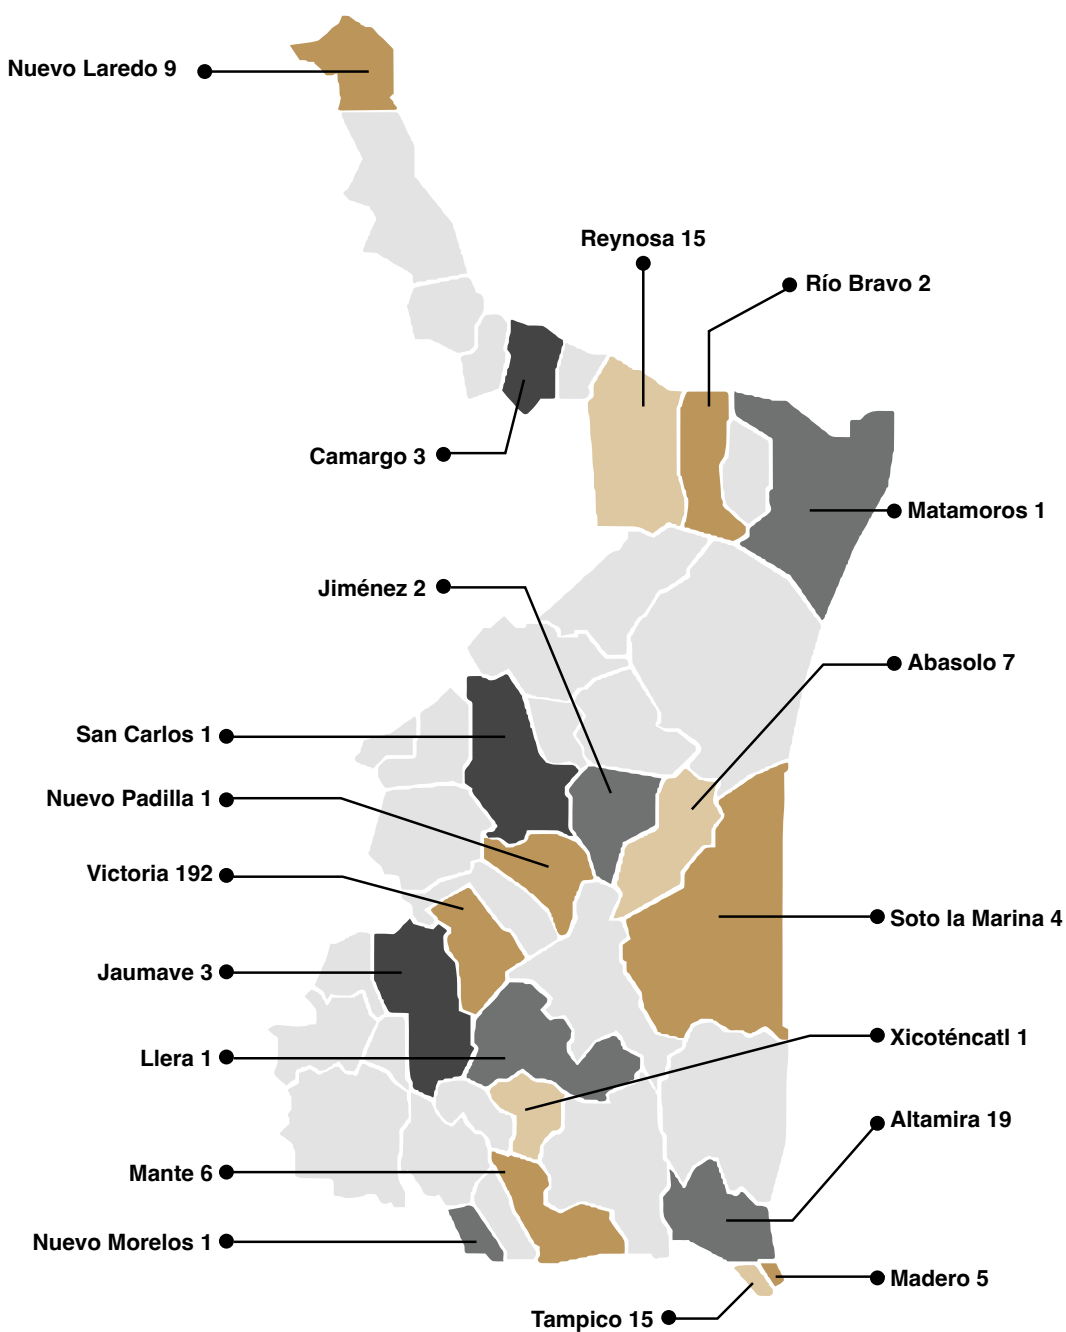 Nuevo Laredo 9
Reynosa 15
Río Bravo 2
Camargo 3
Matamoros 1
Jiménez 2
Abasolo 7
San Carlos 1
Nuevo Padilla 1
Victoria 192
Soto la Marina 4
Jaumave 3
Xicoténcatl 1
Llera 1
Altamira 19
Mante 6
Nuevo Morelos 1
Madero 5
Tampico 15